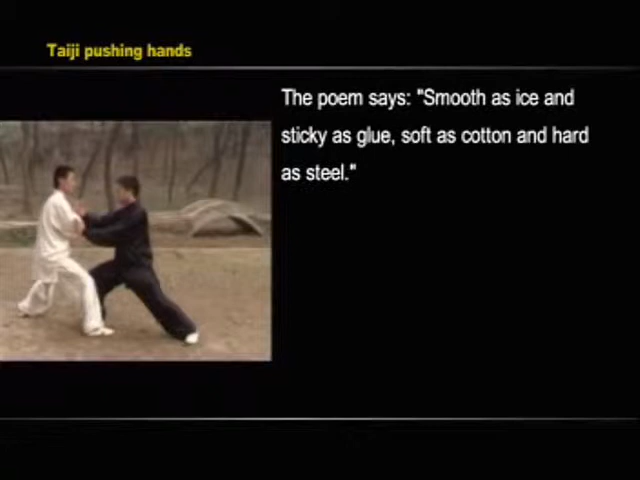 Taiji pushing hands
The poem says: "Smooth as ice and
sticky as glue, soft as cotton and hard
as steel."